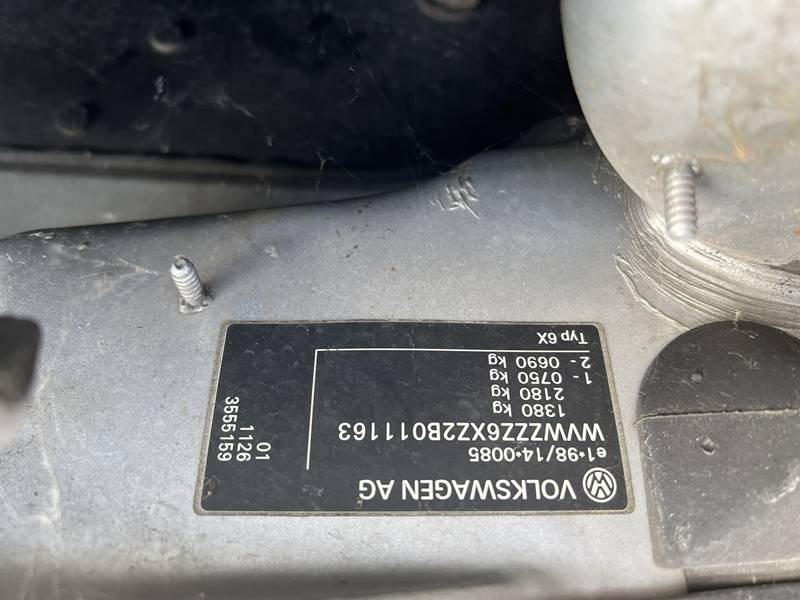 VOLKSWAGEN AG
e1*98/14*0085
WVWZZZ6XZ2B011163
1380 kg
2180 kg
1- 0750 kg
2- 0690 kg
Typ 6X
01
1126
3555159